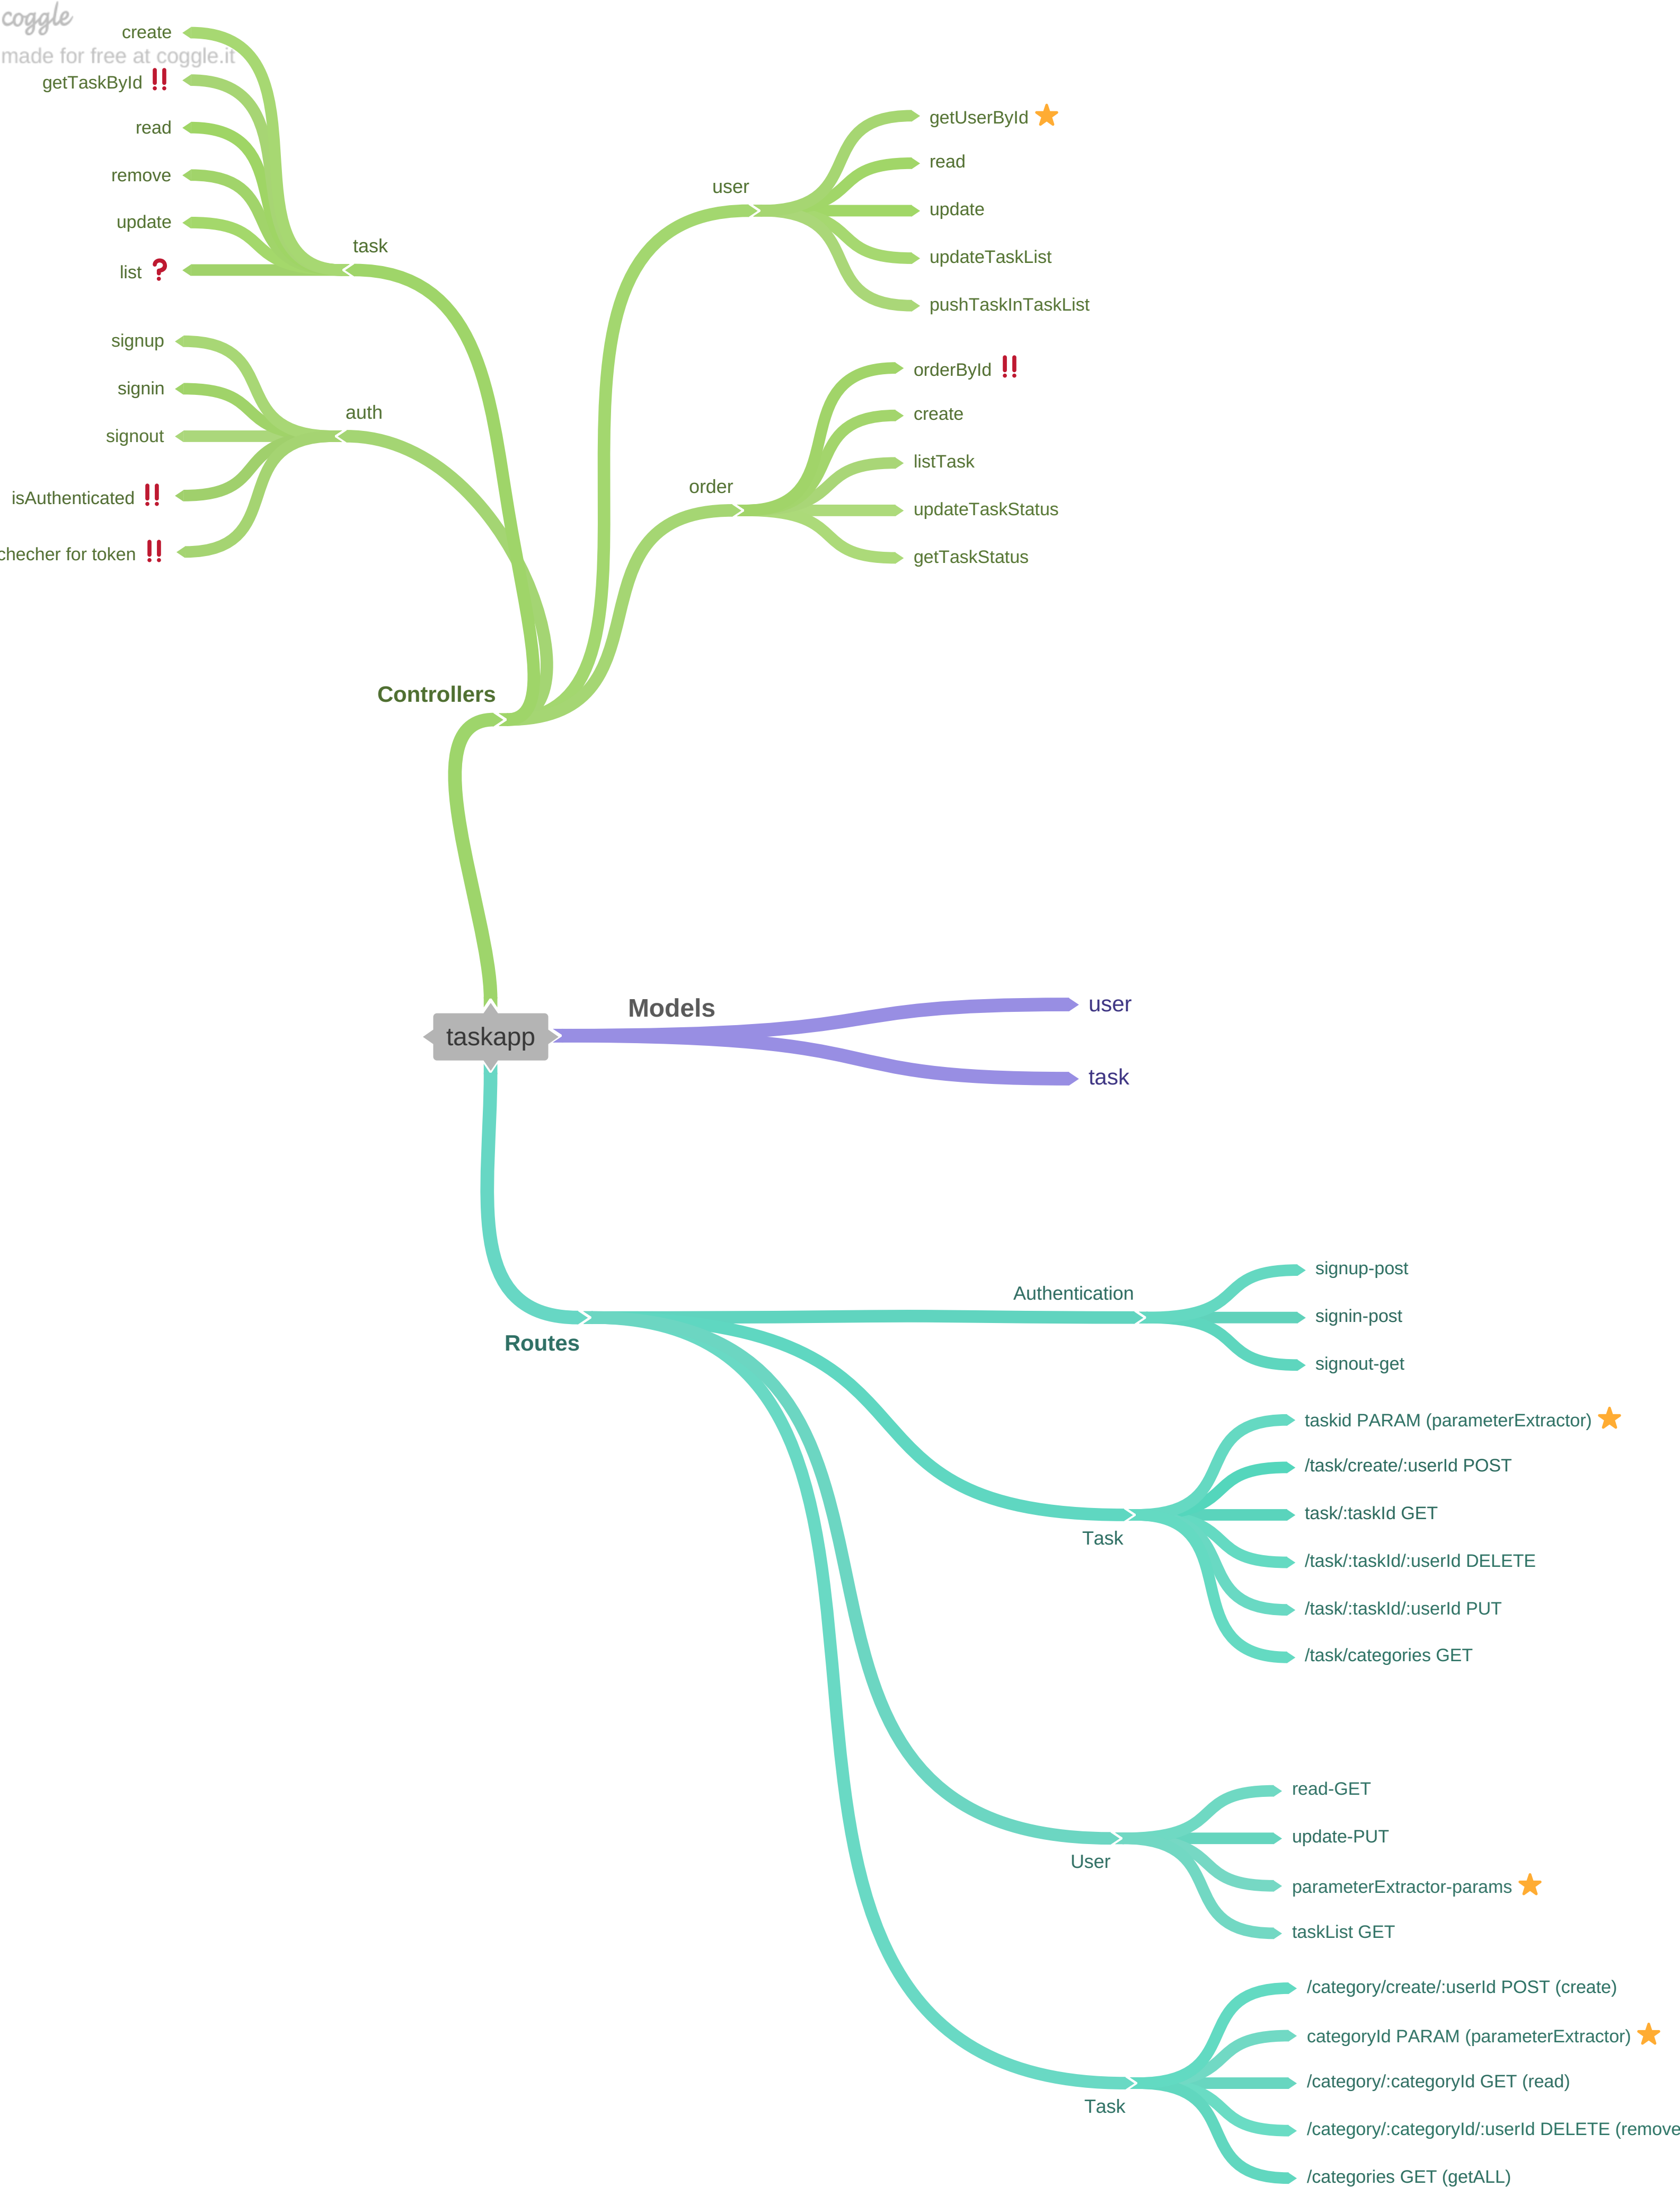 coggle
made for free at coggle.it
create
getTaskById
read
remove
update
list
task
signup
signin
signout
isAuthenticated
checher for token
auth
user
getUserById
read
update
updateTaskList
pushTaskInTaskList
order
orderById
create
listTask
updateTaskStatus
getTaskStatus
Controllers
taskapp
Models
user
task
Routes
Authentication
signup-post
signin-post
signout-get
Task
taskid PARAM (parameterExtractor)
/task/create/:userId POST
task/:taskId GET
/task/:taskId/:userId DELETE
/task/:taskId/:userId PUT
/task/categories GET
User
read-GET
update-PUT
parameterExtractor-params
taskList GET
Task
/category/create/:userId POST (create)
categoryId PARAM (parameterExtractor)
/category/:categoryId GET (read)
/category/:categoryId/:userId DELETE (remove
/categories GET (getALL)